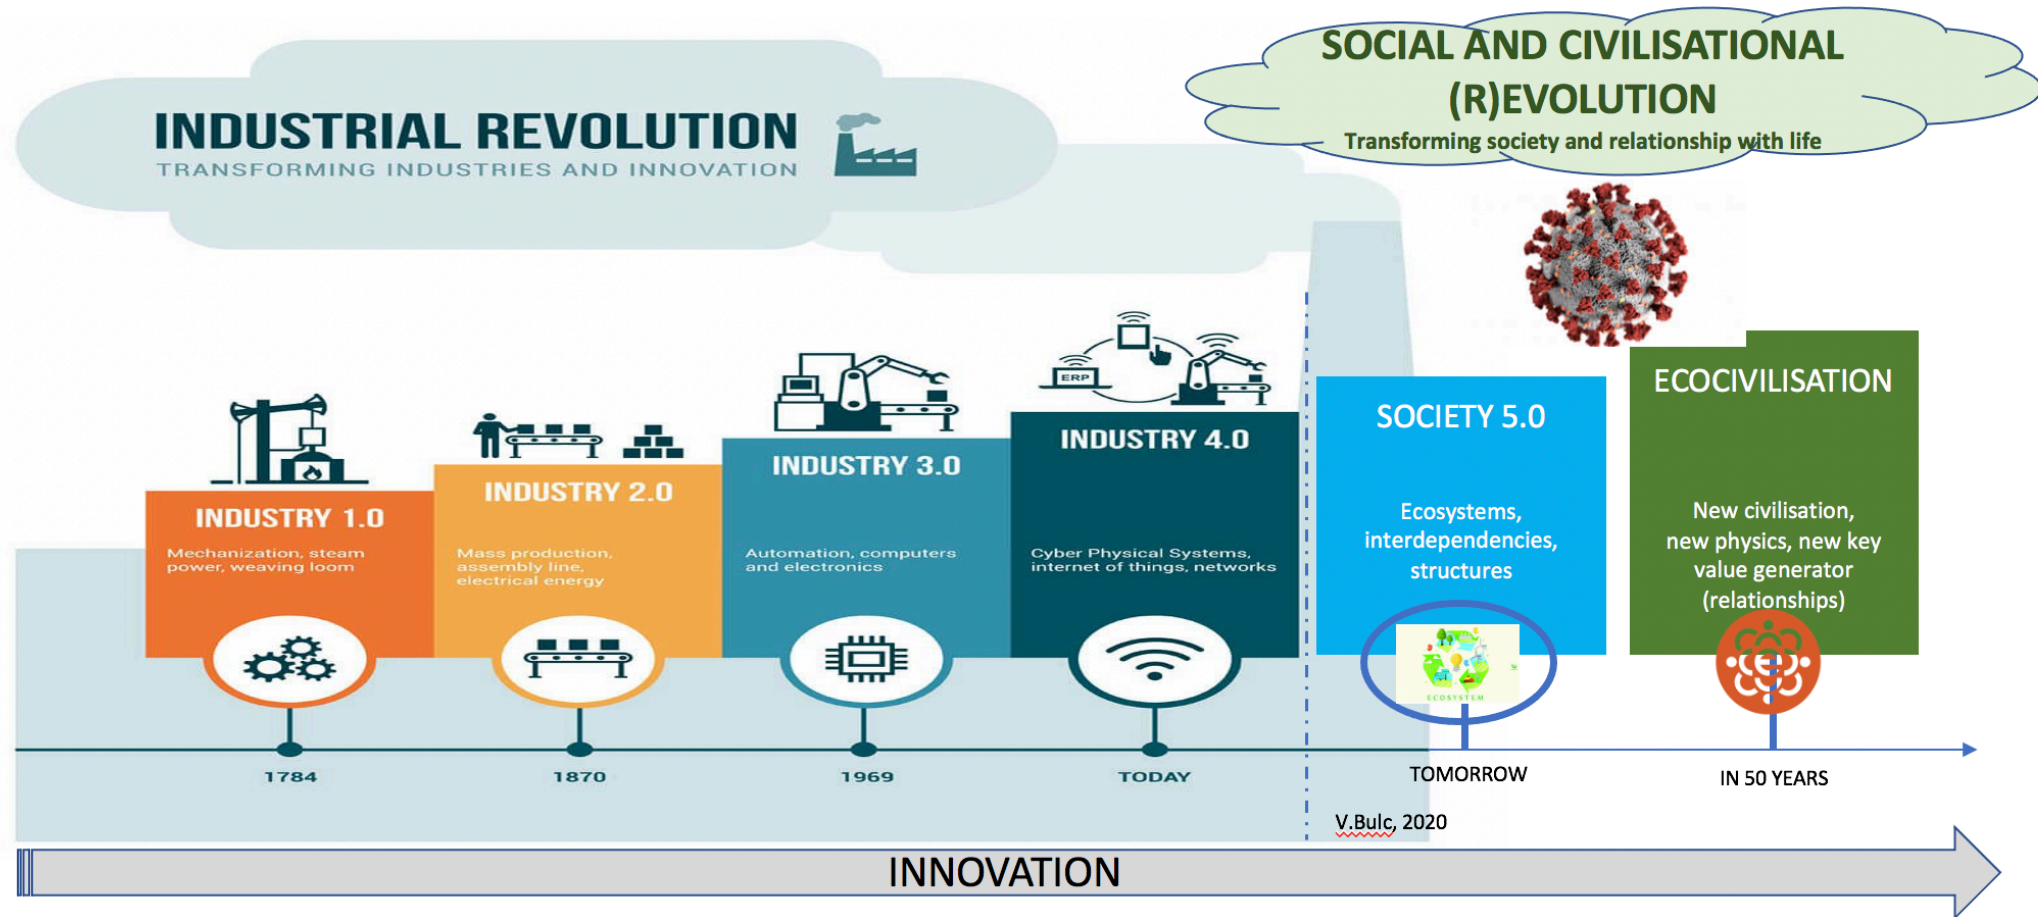 INDUSTRIAL REVOLUTION
TRANSFORMING INDUSTRIES AND INNOVATION
SOCIAL AND CIVILISATIONAL
(R)EVOLUTION
Transforming society and relationship with life
INDUSTRY 1.0
Mechanization, steam
power, weaving loom
1784
INDUSTRY 2.0
Mass production,
assembly line,
electrical energy
1870
INDUSTRY 3.0
Automation, computers
and electronics
1969
ERP
INDUSTRY 4.0
Cyber Physical Systems,
internet of things, networks
TODAY
SOCIETY 5.0
Ecosystems,
interdependencies,
structures
ECOSYSTEM
TOMORROW
ECOCIVILISATION
New civilisation,
new physics, new key
value generator
(relationships)
e
IN 50 YEARS
V.Bulc, 2020
INNOVATION